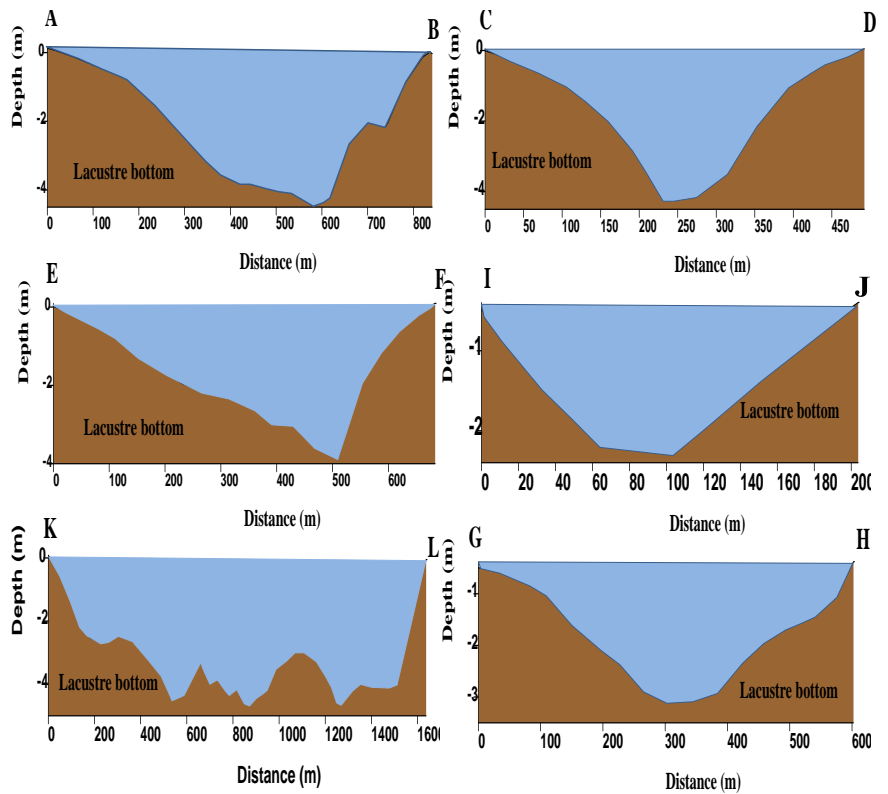 A B
Depth (m)
0
-2
-4
Lacustre bottom
0 100 200 300 400 500 600 700 800
Distance (m)
C D
Depth (m)
0
-2
-4
Lacustre bottom
0 50 100 150 200 250 300 350 400 450
Distance (m)
E F
Depth (m)
0
-2
-4
Lacustre bottom
0 100 200 300 400 500 600
Distance (m)
I J
Depth (m)
-1
-2
Lacustre bottom
0 20 40 60 80 100 120 140 160 180 200
Distance (m)
K L
Depth (m)
0
-2
-4
Lacustre bottom
0 200 400 600 800 1000 1200 1400 1600
Distance (m)
G H
Depth (m)
-1
-2
-3
Lacustre bottom
0 100 200 300 400 500 600
Distance (m)